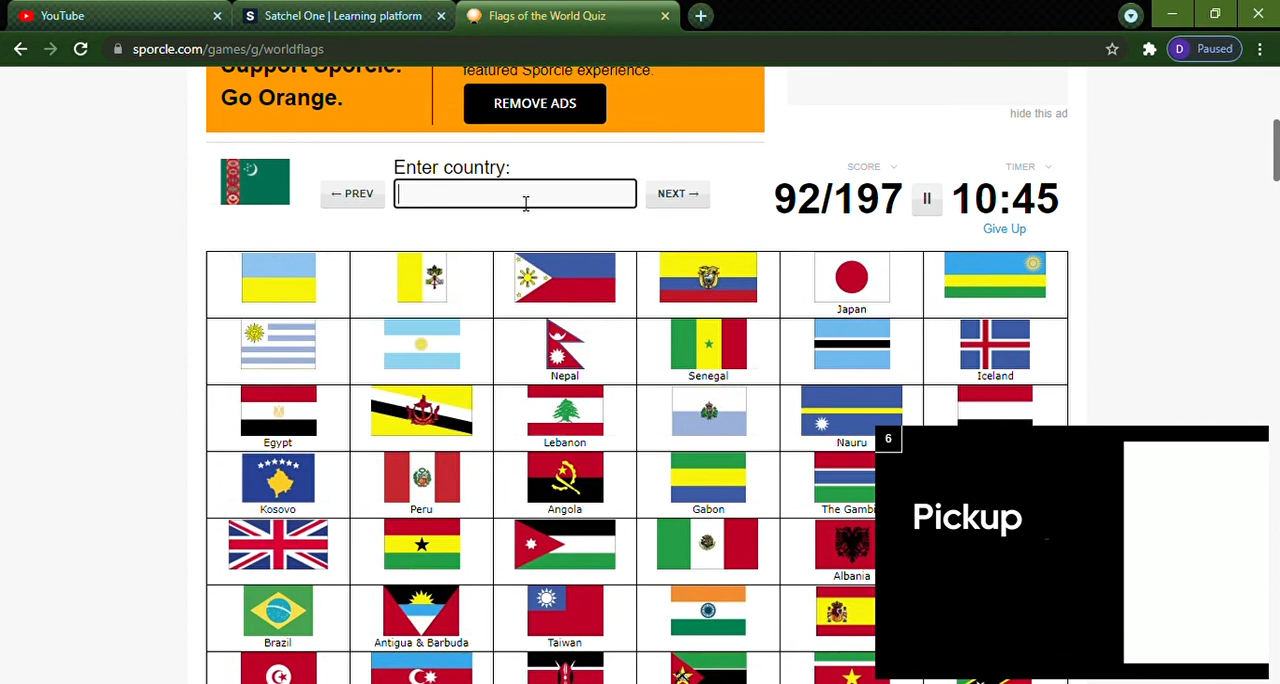 YouTube
S Satchel One | Learning platform
Flags of the World Quiz
sporcle.com/games/g/worldflags
D Paused
Support Sporcle.
featured Sporcle experience.
Go Orange.
REMOVE ADS
hide this ad
Enter country:
← PREV
NEXT →
SCORE
TIMER
92/197
10:45
Give Up
Japan
Nepal
Senegal
Iceland
Egypt
Lebanon
Nauru
6
Kosovo
Peru
Angola
Gabon
The Gambi
Pickup
Albania
Brazil
Antigua & Barbuda
Taiwan